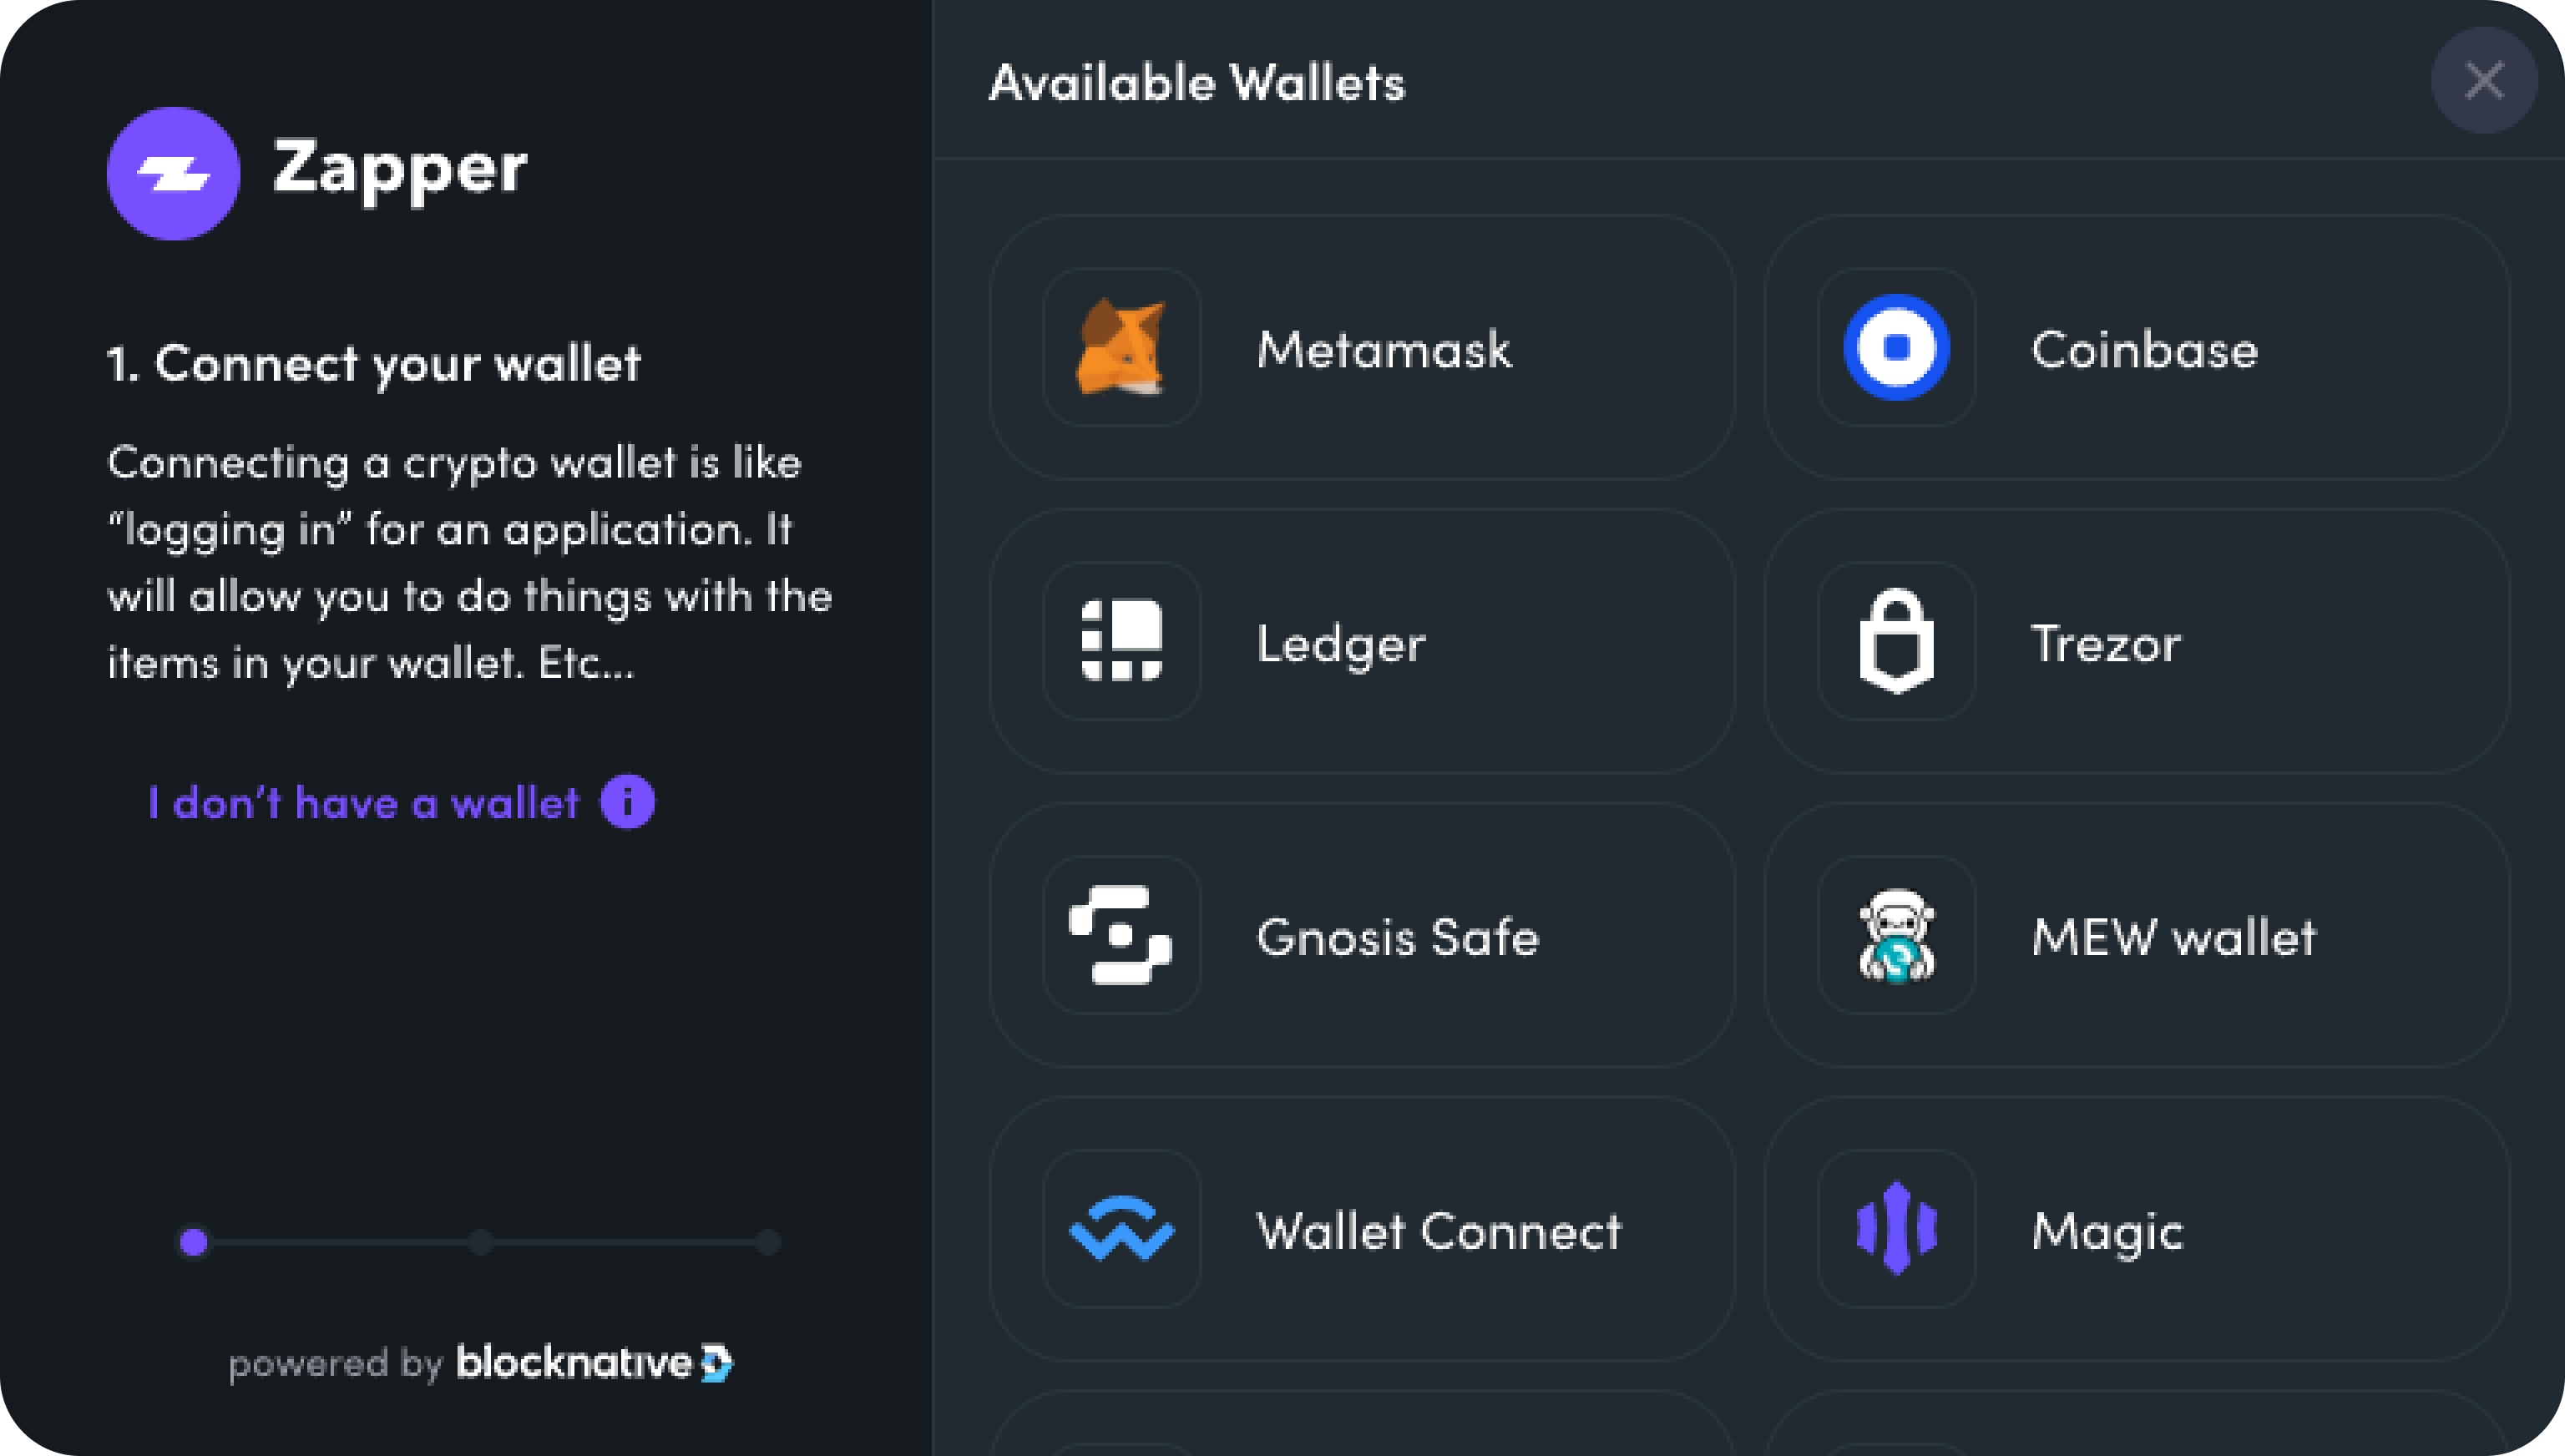 Zapper
1. Connect your wallet
Connecting a crypto wallet is like
“logging in” for an application. It
will allow you to do things with the
items in your wallet. Etc...
I don’t have a wallet
powered by blocknative
Available Wallets
Metamask
Coinbase
Ledger
Trezor
Gnosis Safe
MEW wallet
Wallet Connect
Magic